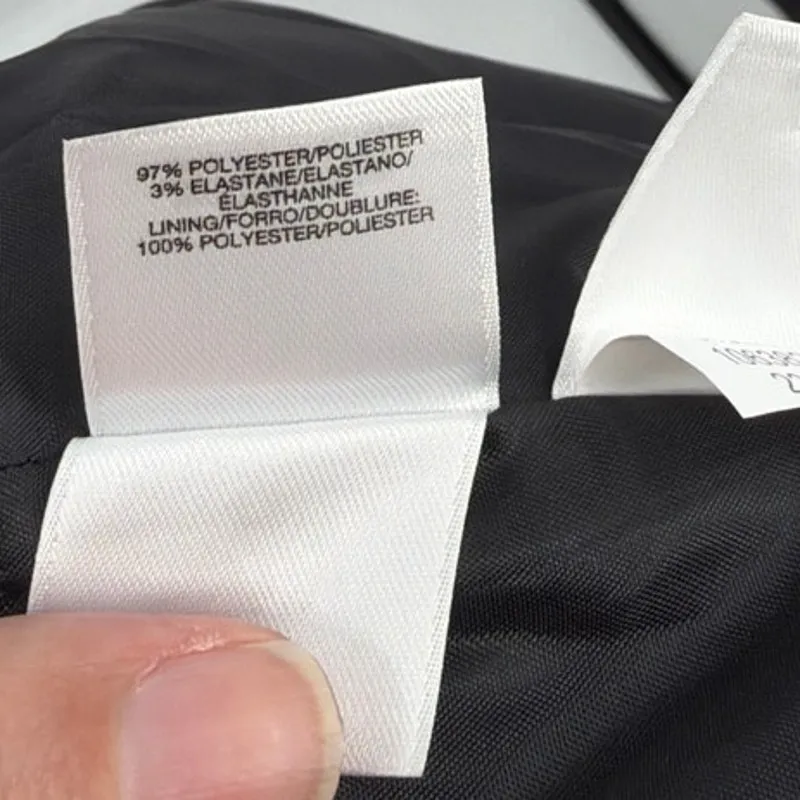 97% POLYESTER/POLIESTER
3% ELASTANE/ELASTANO/
ÉLASTHANNE
LINING/FORRO/DOUBLURE:
100% POLYESTER/POLIESTER